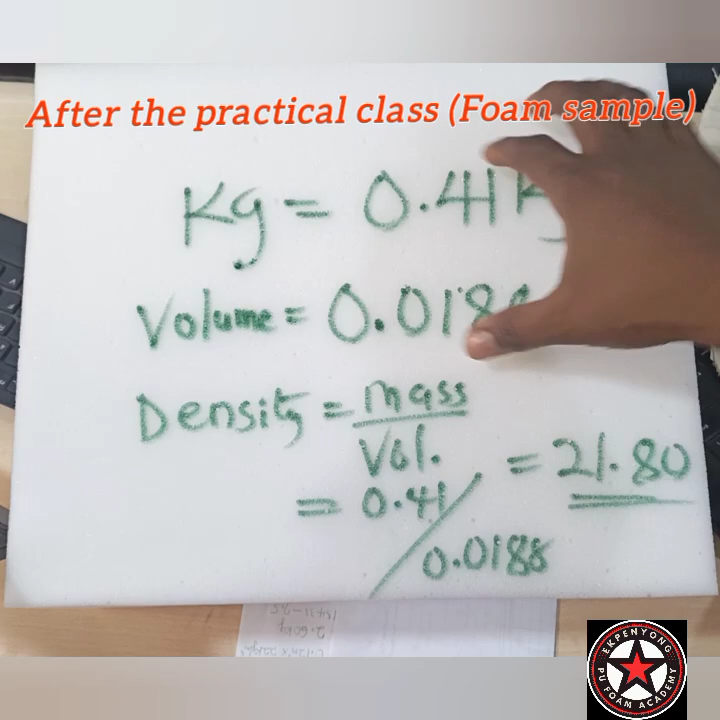 After the practical class (Foam sample)
Kg = 0.41 K
Volume = 0.018
Density = mass
Vol.
= 21.80
= 0.41/
0.0188
EKPENYONG
PU FOAM ACADEMY